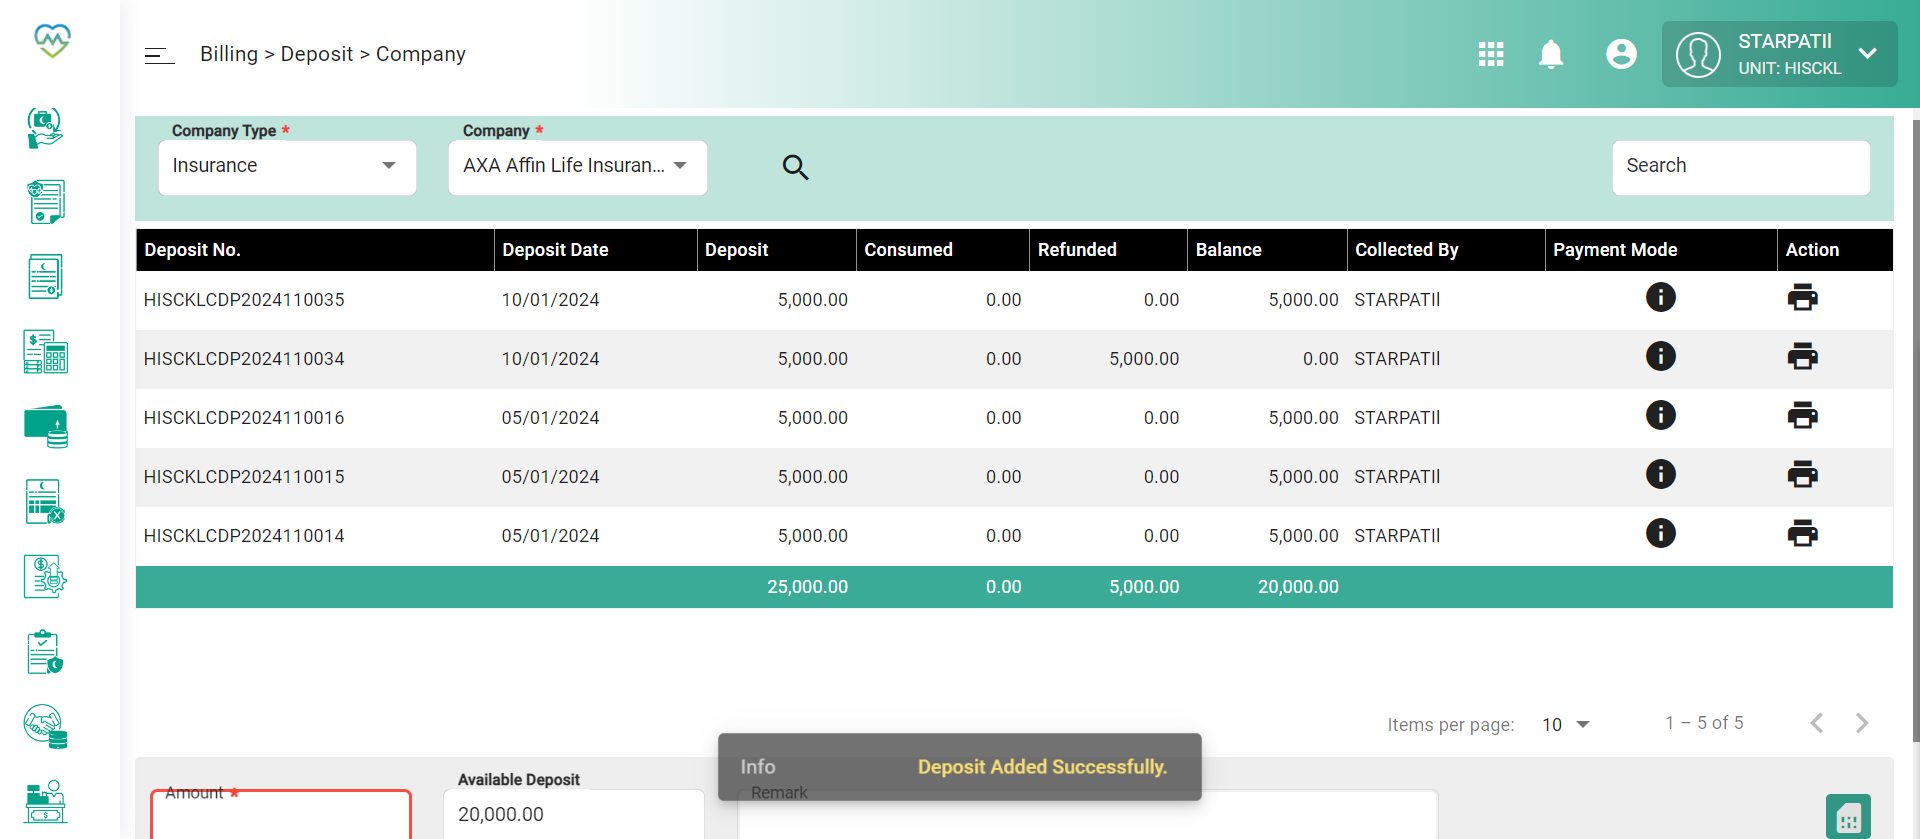 Billing > Deposit > Company
STARPATIl
UNIT: HISCKL
Company Type *
Company *
Insurance
AXA Affin Life Insuran...
Search
Deposit No. Deposit Date Deposit Consumed Refunded Balance Collected By Payment Mode Action
HISCKLCDP2024110035 10/01/2024 5,000.00 0.00 0.00 5,000.00 STARPATIl
HISCKLCDP2024110034 10/01/2024 5,000.00 0.00 5,000.00 0.00 STARPATIl
HISCKLCDP2024110016 05/01/2024 5,000.00 0.00 0.00 5,000.00 STARPATIl
HISCKLCDP2024110015 05/01/2024 5,000.00 0.00 0.00 5,000.00 STARPATIl
HISCKLCDP2024110014 05/01/2024 5,000.00 0.00 0.00 5,000.00 STARPATIl
25,000.00 0.00 5,000.00 20,000.00
Items per page: 10 1 – 5 of 5
Info Deposit Added Successfully.
Amount *
Available Deposit
Remark
20,000.00